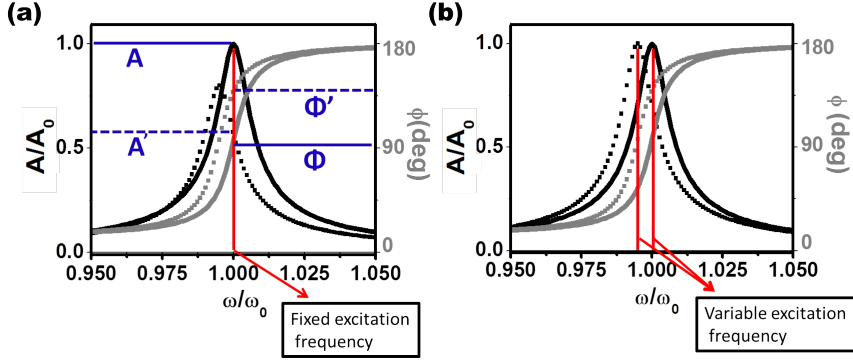 (a)
A/A0
1.0
0.5
0.0
0.950
0.975
1.000
1.025
1.050
ω/ω0
180
90
0
ϕ(deg)
A
A'
Φ'
Φ
Fixed excitation
frequency
(b)
A/A0
1.0
0.5
0.0
0.950
0.975
1.000
1.025
1.050
ω/ω0
180
90
0
ϕ(deg)
Variable excitation
frequency